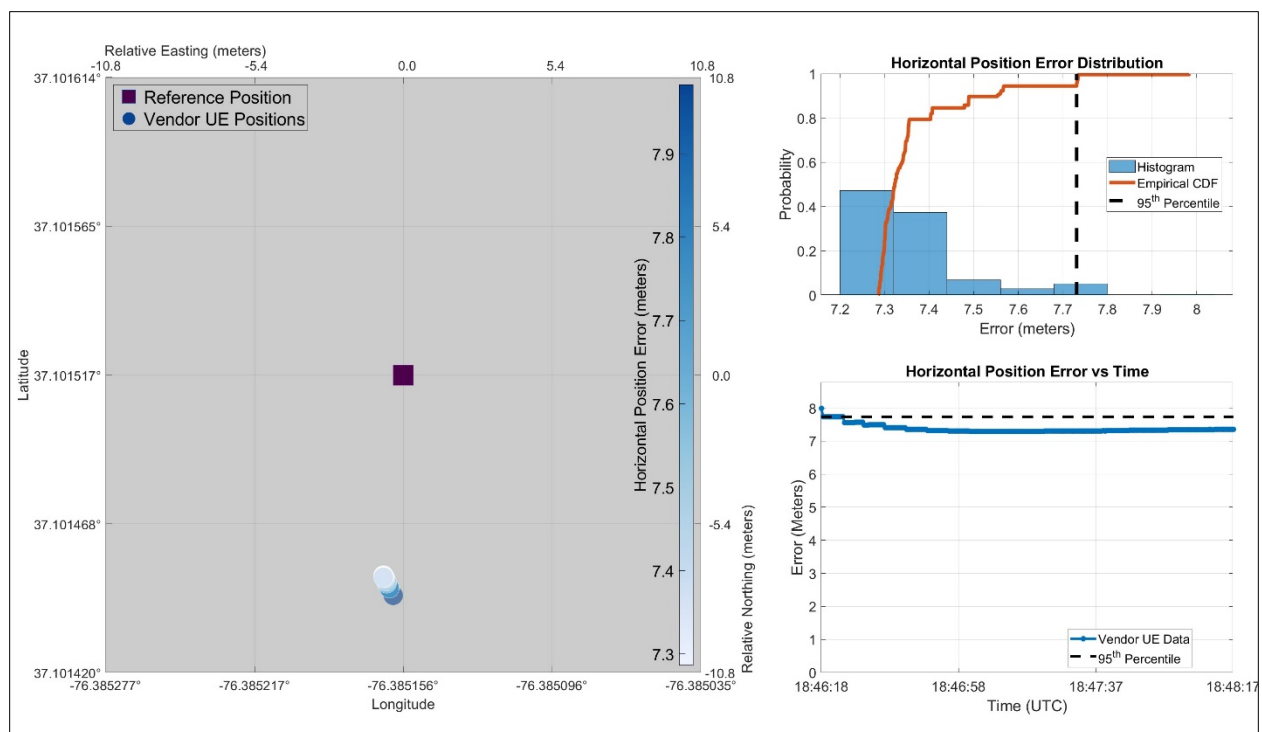 Relative Easting (meters)
-10.8 -5.4 0.0 5.4 10.8
37.101614°
37.101565°
37.101517°
37.101468°
37.101420°
Latitude
Reference Position
Vendor UE Positions
-76.385277° -76.385217° -76.385156° -76.385096° -76.385035°
Longitude
Horizontal Position Error (meters)
7.9
7.8
7.7
7.6
7.5
7.4
7.3
10.8
5.4
0.0
-5.4
-10.8
Relative Northing (meters)
Horizontal Position Error Distribution
Probability
1
0.8
0.6
0.4
0.2
0
Histogram
Empirical CDF
95th Percentile
7.2 7.3 7.4 7.5 7.6 7.7 7.8 7.9 8
Error (meters)
Horizontal Position Error vs Time
Error (Meters)
8
7
6
5
4
3
2
1
0
Vendor UE Data
95th Percentile
18:46:18 18:46:58 18:47:37 18:48:17
Time (UTC)